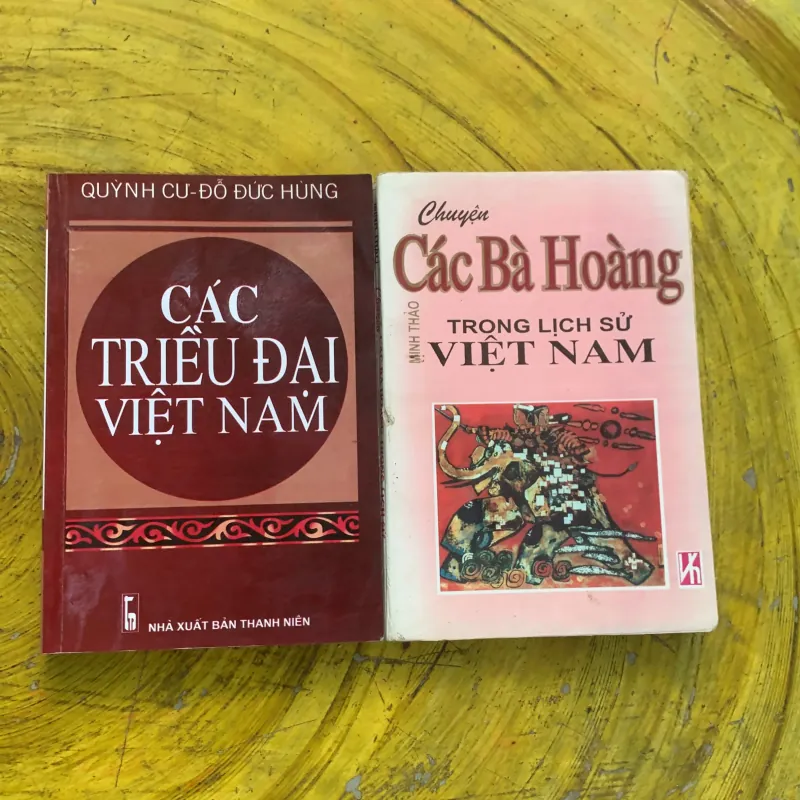 QUỲNH CƯ-ĐỖ ĐỨC HÙNG
CÁC
TRIỀU ĐẠI
VIỆT NAM
NHÀ XUẤT BẢN THANH NIÊN
Chuyện
Các Bà Hoàng
MINH THẢO
TRONG LỊCH SỬ
VIỆT NAM